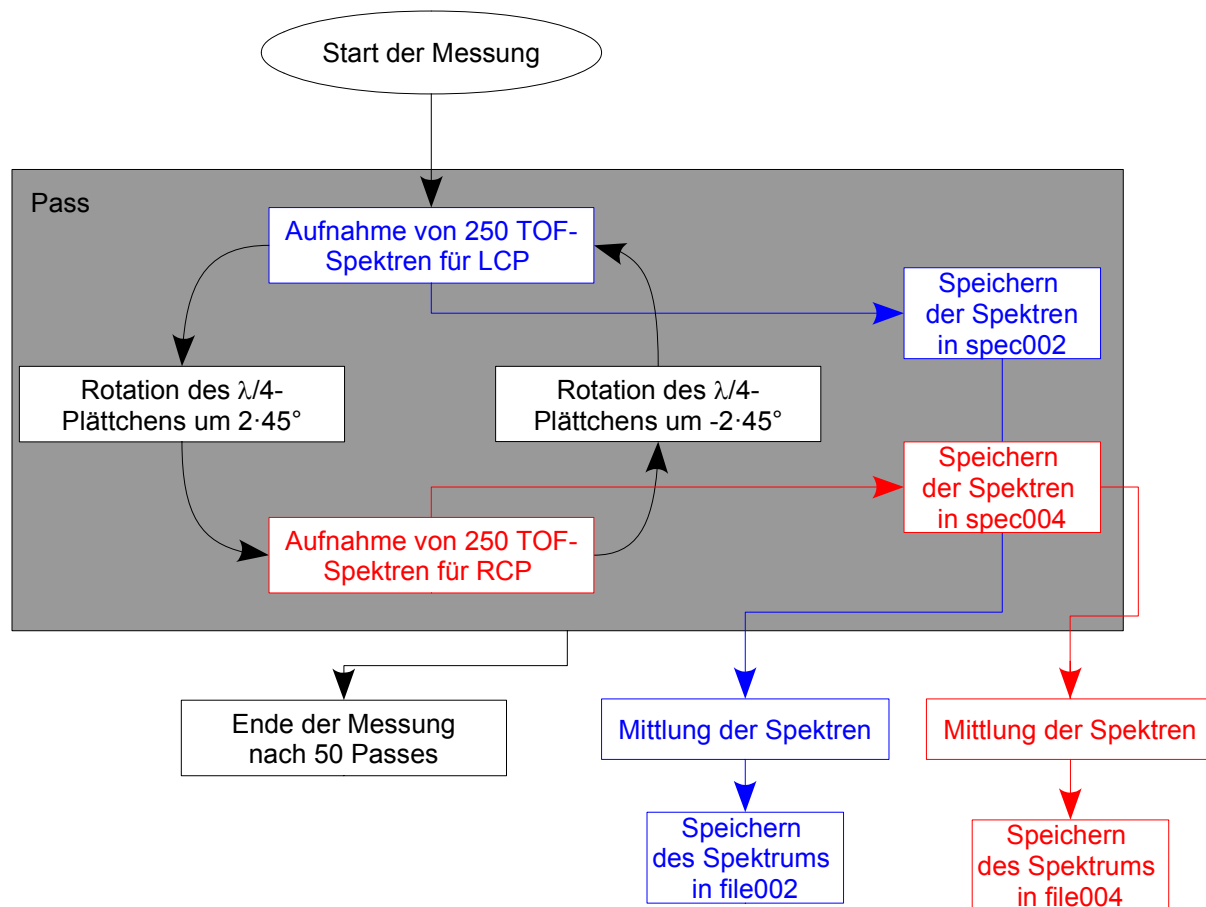 Start der Messung
Pass
Aufnahme von 250 TOF-
Spektren für LCP
Speichern
der Spektren
in spec002
Rotation des λ/4-
Plättchens um 2·45°
Rotation des λ/4-
Plättchens um -2·45°
Speichern
der Spektren
in spec004
Aufnahme von 250 TOF-
Spektren für RCP
Ende der Messung
nach 50 Passes
Mittlung der Spektren
Mittlung der Spektren
Speichern
des Spektrums
in file002
Speichern
des Spektrums
in file004